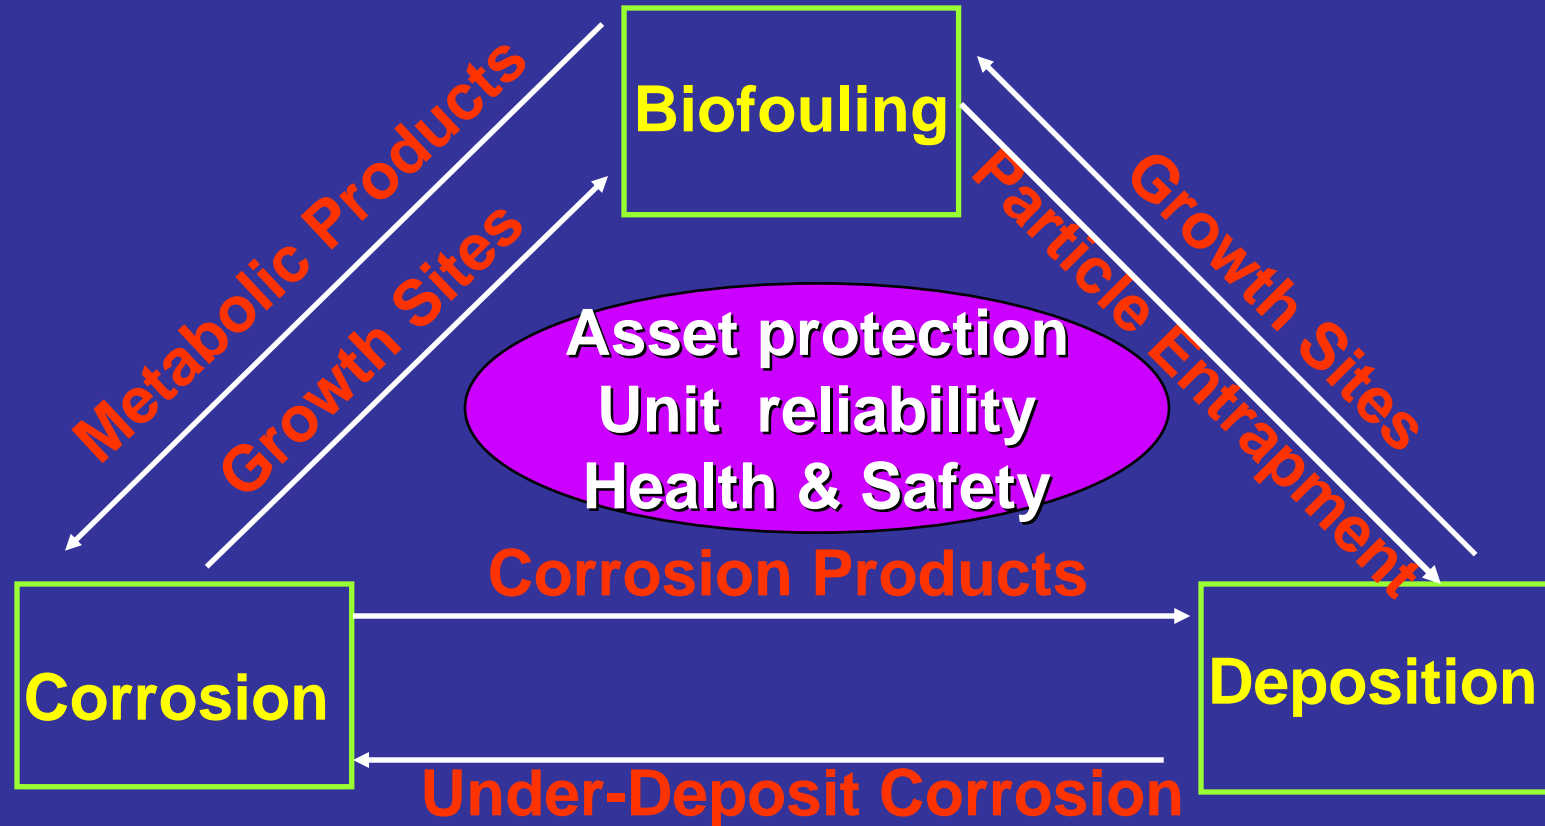 Biofouling
Metabolic Products
Growth Sites
Particle Entrapment
Growth Sites
Asset protection
Unit reliability
Health & Safety
Corrosion Products
Corrosion
Deposition
Under-Deposit Corrosion